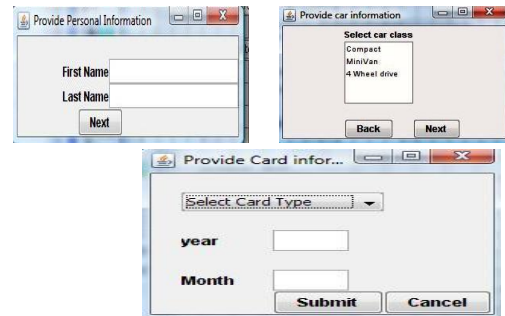 Provide Personal Information
First Name
Last Name
Next
Provide car information
Select car class
Compact
MiniVan
4 Wheel drive
Back Next
Provide Card infor...
Select Card Type
year
Month
Submit Cancel